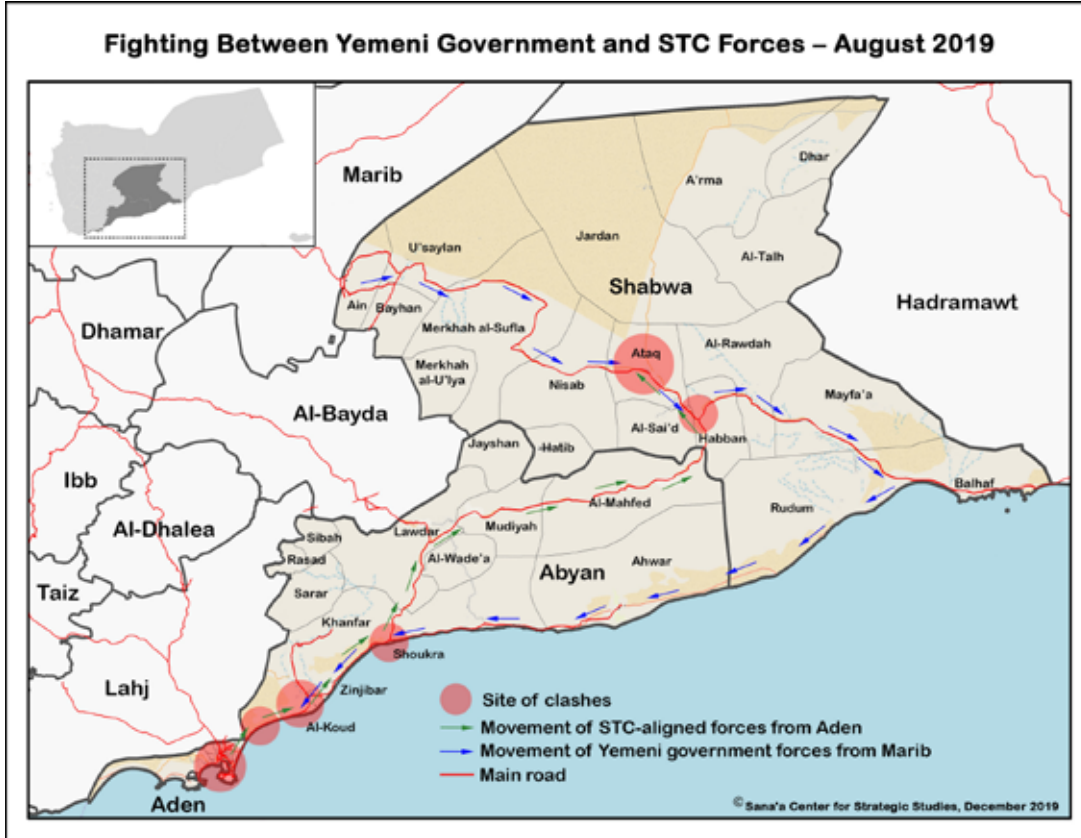 Fighting Between Yemeni Government and STC Forces – August 2019
Marib
Dhar
A'rma
U'saylan
Jardan
Al-Talh
Shabwa
Hadramawt
Ain
Bayhan
Dhamar
Merkhah al-Sufla
Al-Rawdah
Ataq
Merkhah
al-U'lya
Nisab
Mayfa'a
Al-Bayda
Al-Sai'd
Habban
Jayshan
-Hatib
Ibb
Balhaf
Al-Mahfed
Rudum
Al-Dhalea
Mudiyah
Lawdar
Sibah
Al-Wade'a
Rasad
Ahwar
Abyan
Taiz
Sarar
Khanfar
Shoukra
Lahj
Zinjibar
Al-Koud
Aden
Site of clashes
Movement of STC-aligned forces from Aden
Movement of Yemeni government forces from Marib
Main road
© Sana'a Center for Strategic Studies, December 2019